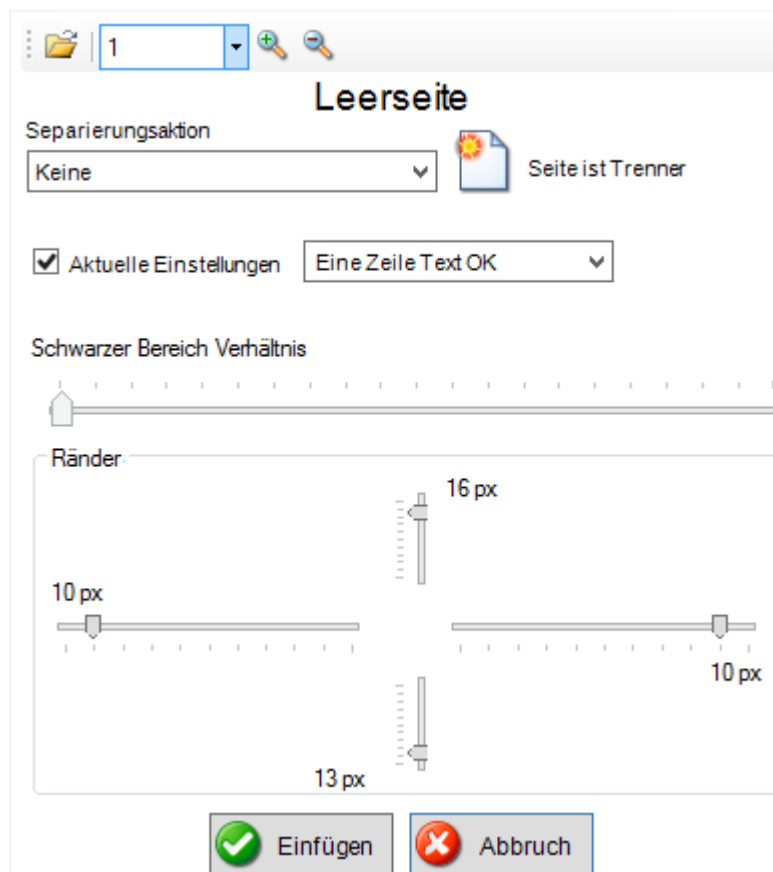 1
Leerseite
Separierungsaktion
Keine
Seite ist Trenner
Aktuelle Einstellungen
Eine Zeile Text OK
Schwarzer Bereich Verhältnis
Ränder
16 px
10 px
10 px
13 px
Einfügen
Abbruch